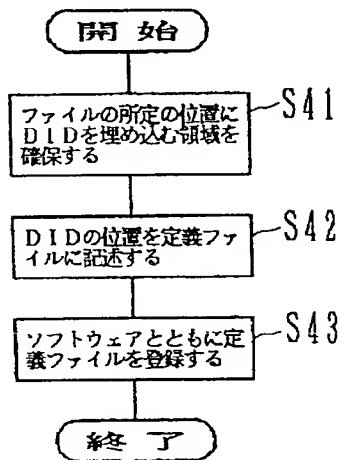 開 始
ファイルの所定の位置に
DIDを埋め込む領域を
確保する
S41
DIDの位置を定義ファ
イルに記述する
S42
ソフトウェアとともに定
義ファイルを登録する
S43
終 了